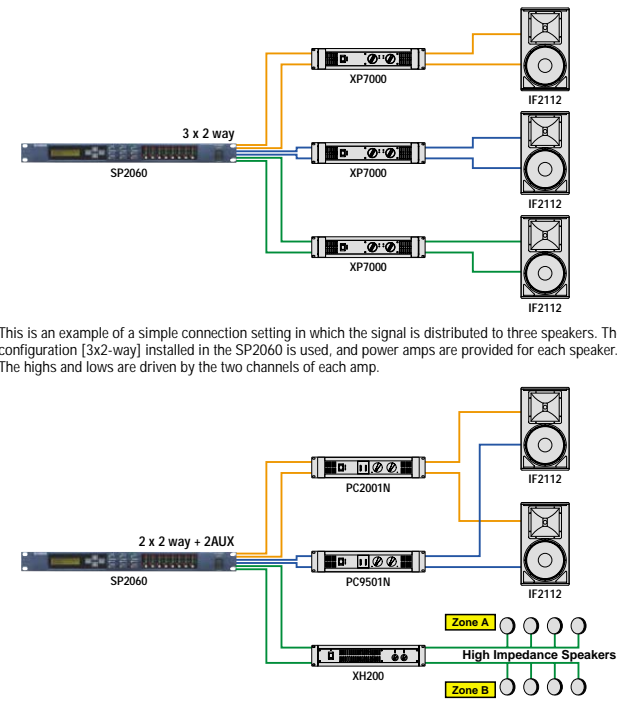 XP7000
IF2112
3 x 2 way
SP2060
XP7000
IF2112
XP7000
IF2112
This is an example of a simple connection setting in which the signal is distributed to three speakers. Th
configuration [3x2-way] installed in the SP2060 is used, and power amps are provided for each speaker.
The highs and lows are driven by the two channels of each amp.
PC2001N
IF2112
2 x 2 way + 2AUX
SP2060
PC9501N
IF2112
Zone A
High Impedance Speakers
XH200
Zone B